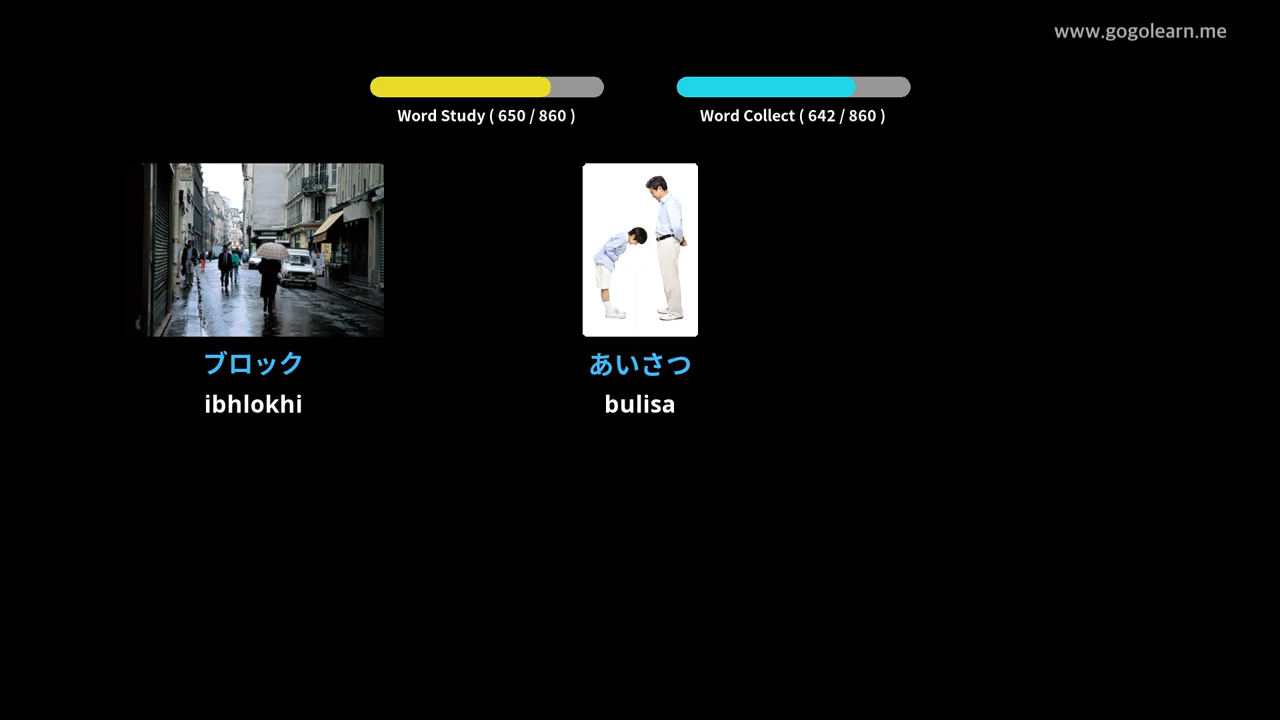 www.gogolearn.me
Word Study ( 650 / 860 )
Word Collect ( 642 / 860 )
ブロック
あいさつ
ibhlokhi
bulisa